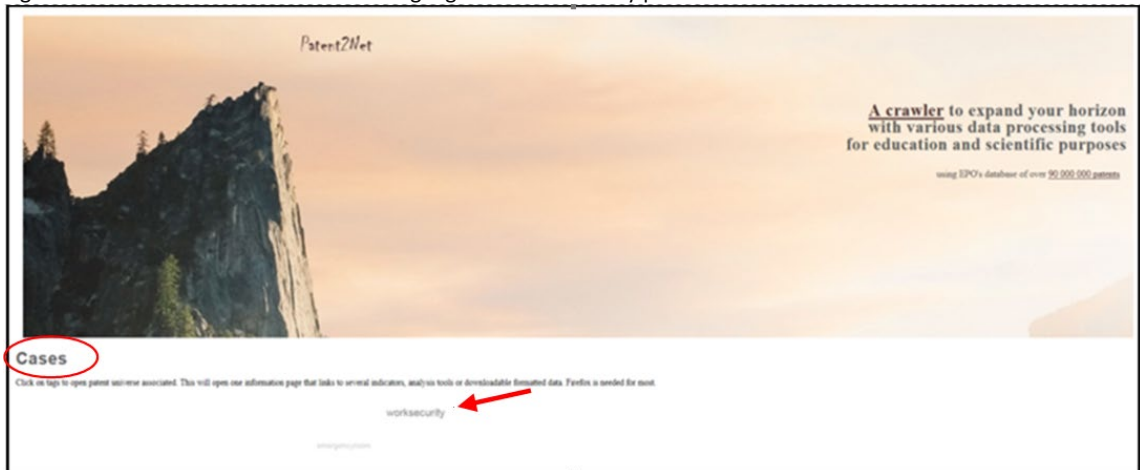 Patent2Net
A crawler to expand your horizon
with various data processing tools
for education and scientific purposes
using EPO's database of over 90 000 000 patents
Cases
Click on tags to open patent universe associated. This will open one information page that links to several indicators, analysis tools or downloadable formatted data. Firefox is needed for most.
worksecurity